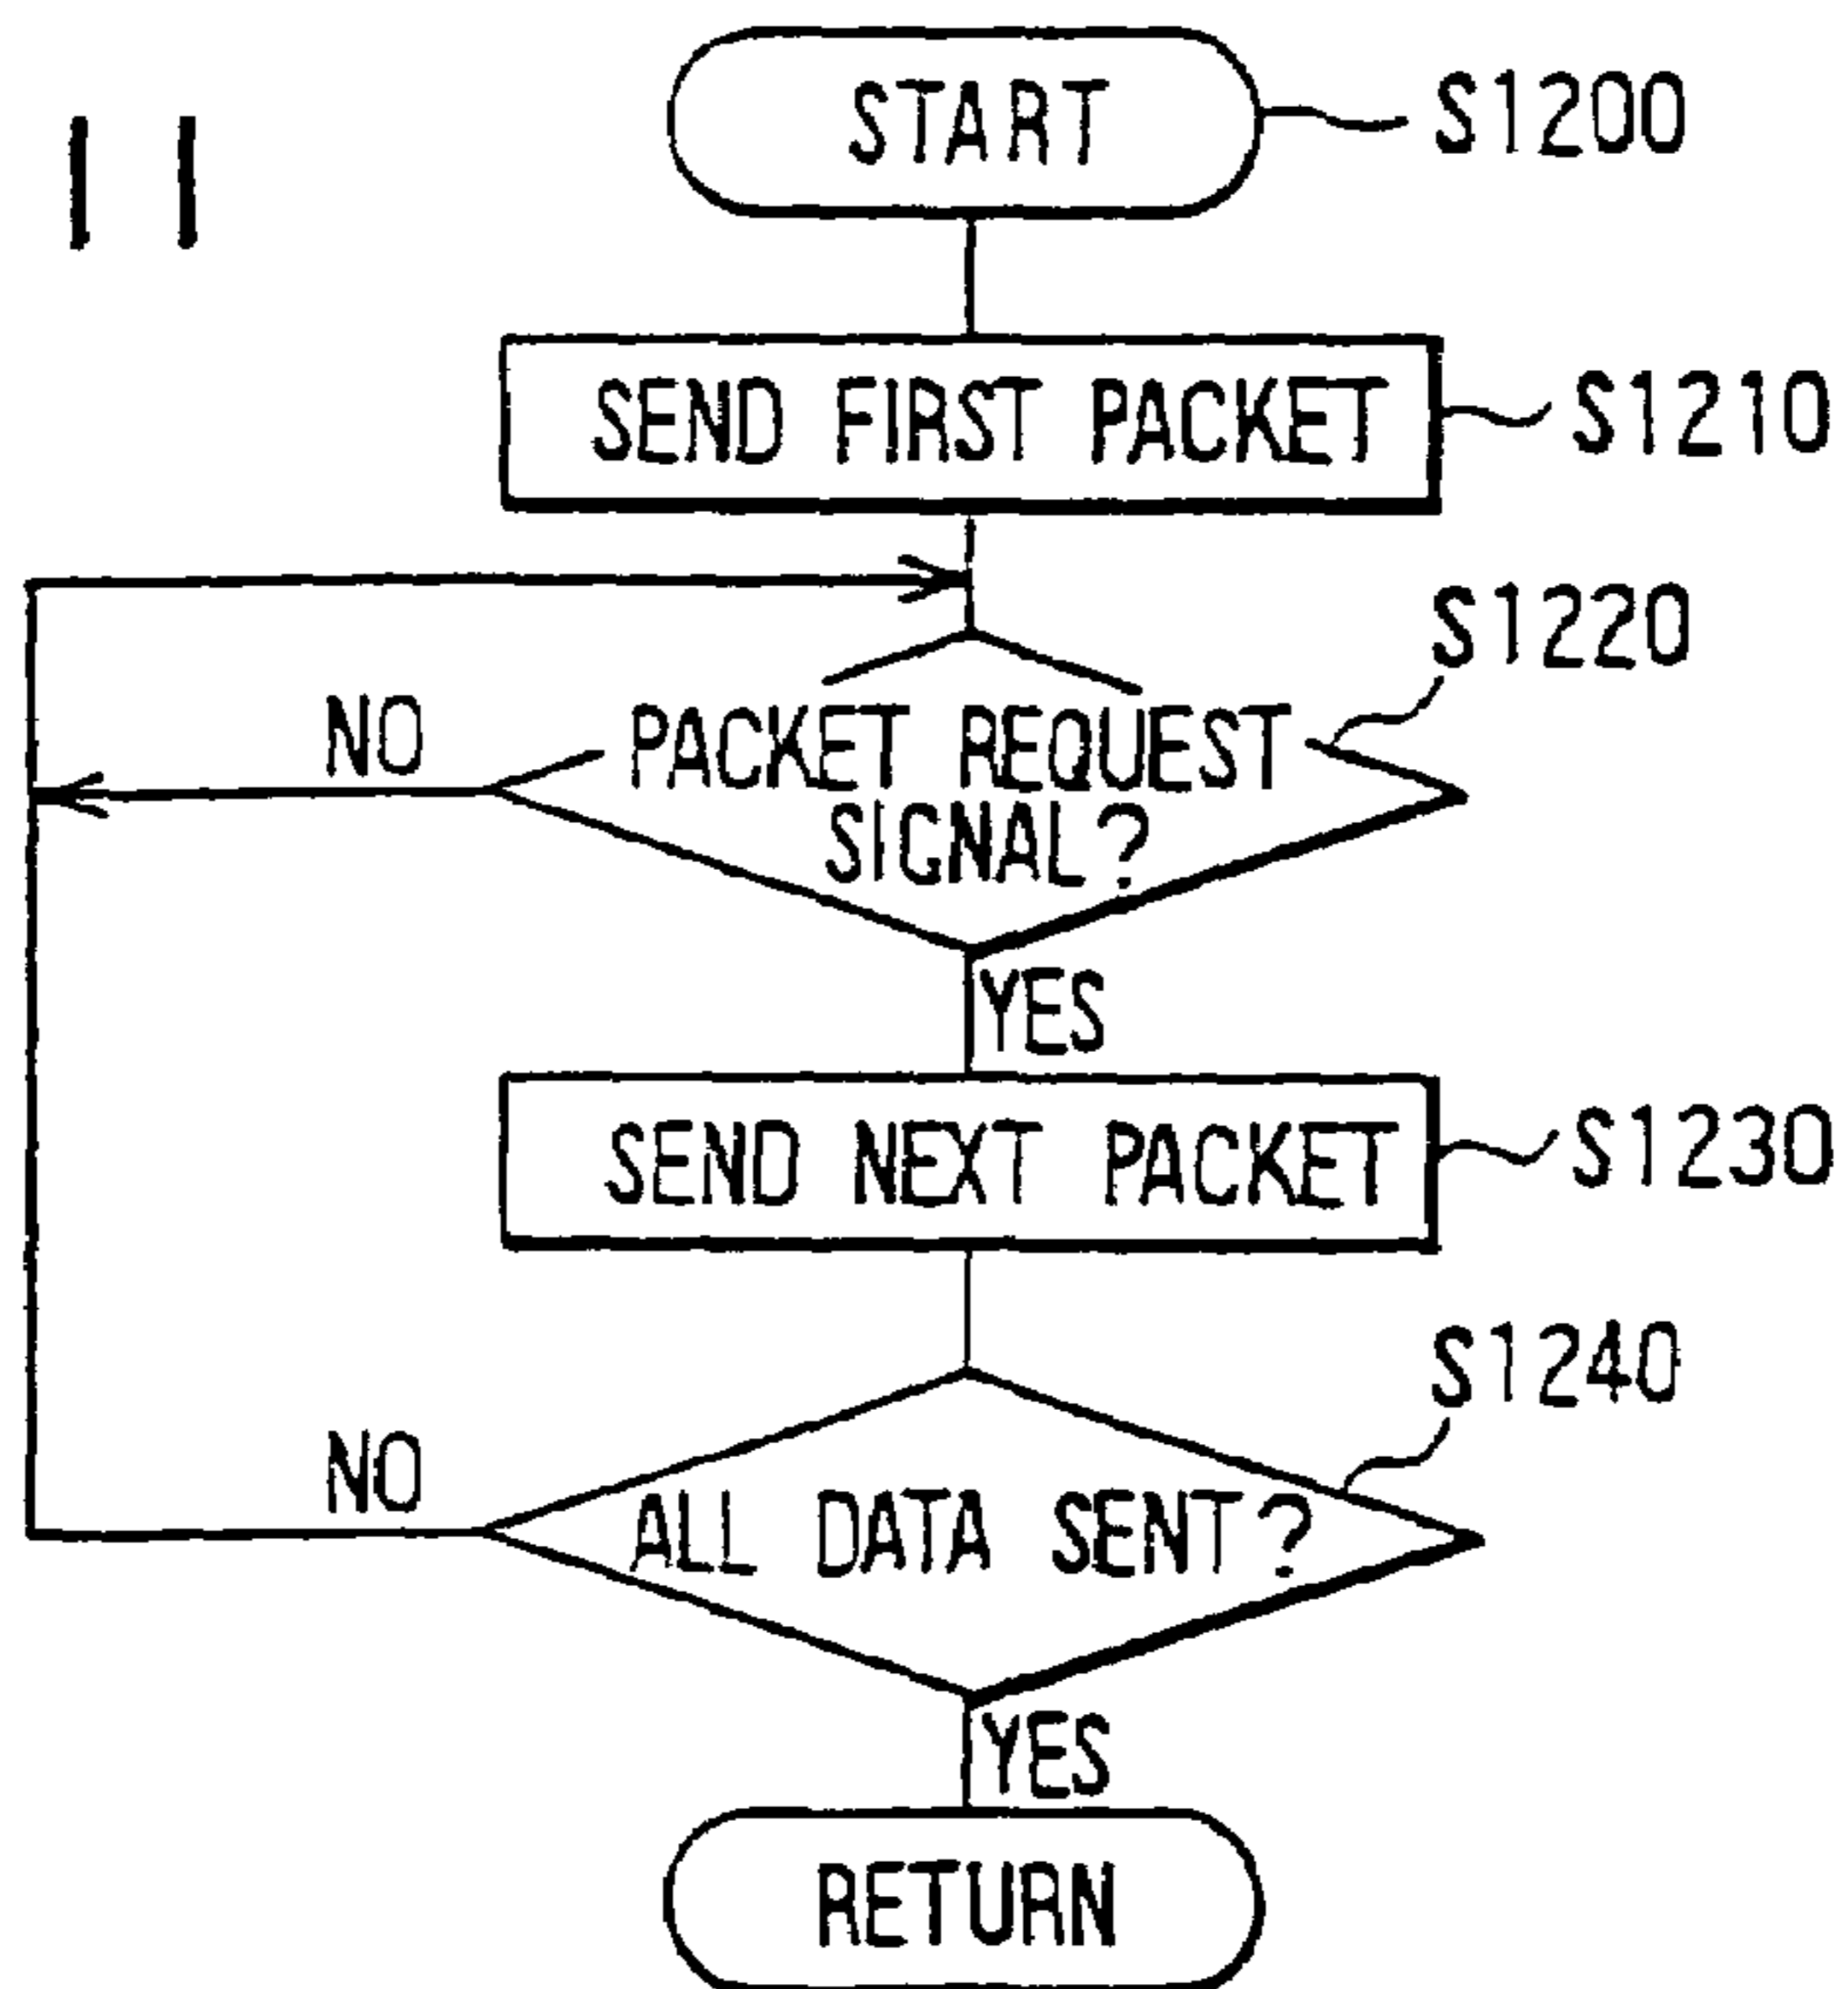 11
START
S1200
SEND FIRST PACKET
S1210
S1220
NO
PACKET REQUEST
SIGNAL?
YES
SEND NEXT PACKET
S1230
S1240
NO
ALL DATA SENT?
YES
RETURN